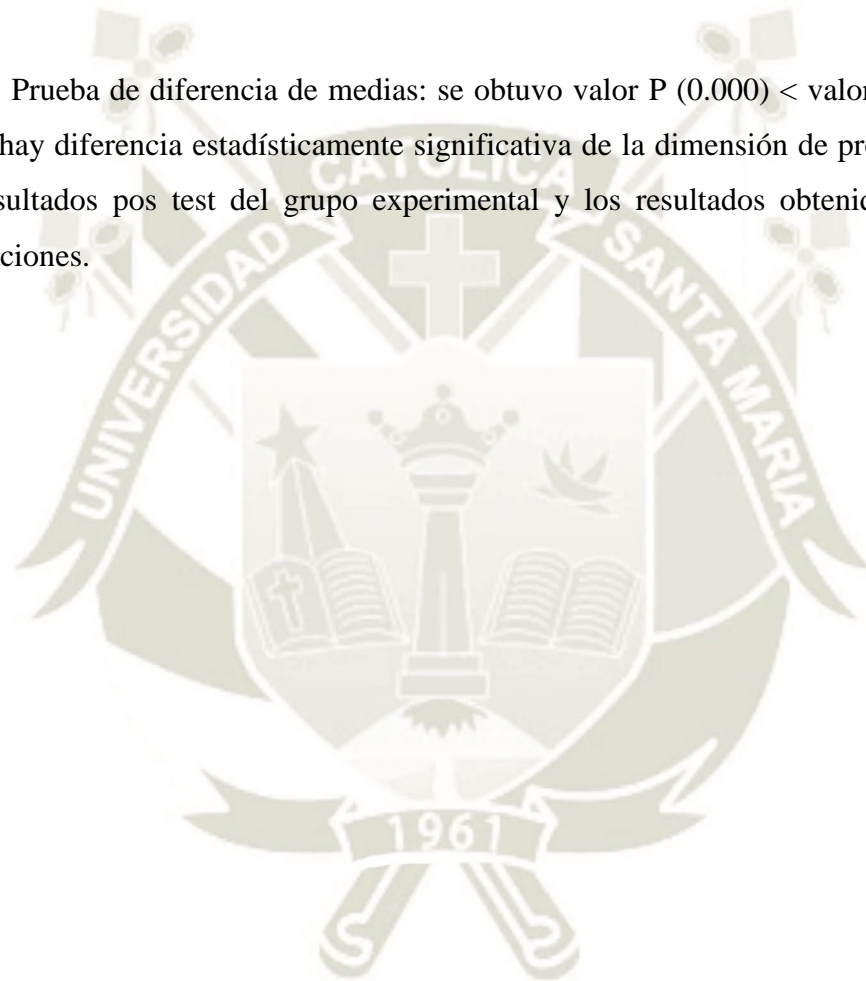 Prueba de diferencia de medias: se obtuvo valor P (0.000) < valor
hay diferencia estadísticamente significativa de la dimensión de pr
sultados pos test del grupo experimental y los resultados obtenid
ciones.
UNIVERSIDAD CATOLICA SANTA MARIA
1961